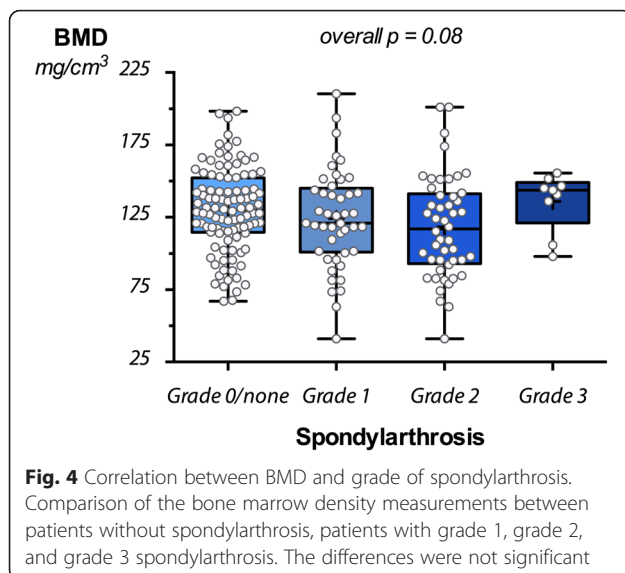 BMD
overall p = 0.08
mg/cm³
225
175
125
75
25
Grade 0/none Grade 1 Grade 2 Grade 3
Spondylarthrosis
Fig. 4 Correlation between BMD and grade of spondylarthrosis.
Comparison of the bone marrow density measurements between
patients without spondylarthrosis, patients with grade 1, grade 2,
and grade 3 spondylarthrosis. The differences were not significant